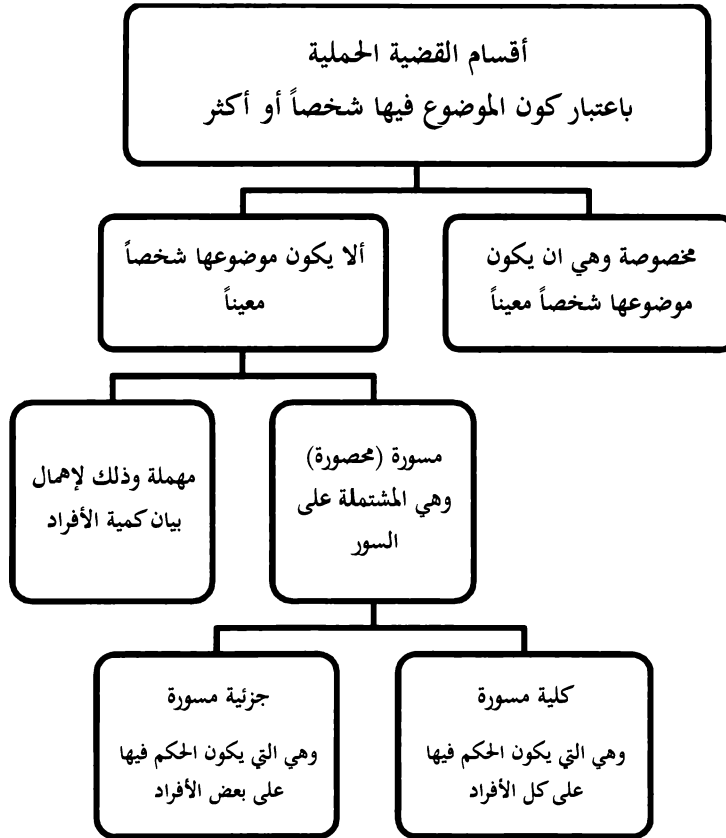 أقسام القضية الحملية
باعتبار كون الموضوع فيها شخصاً أو أكثر
مخصوصة وهي ان يكون
موضوعها شخصاً معيناً
ألا يكون موضوعها شخصاً
معيناً
مسورة (محصورة)
وهي المشتملة على
السور
مهملة وذلك لإهمال
بيان كمية الأفراد
كلية مسورة
وهي التي يكون الحكم فيها
على كل الأفراد
جزئية مسورة
وهي التي يكون الحكم فيها
على بعض الأفراد